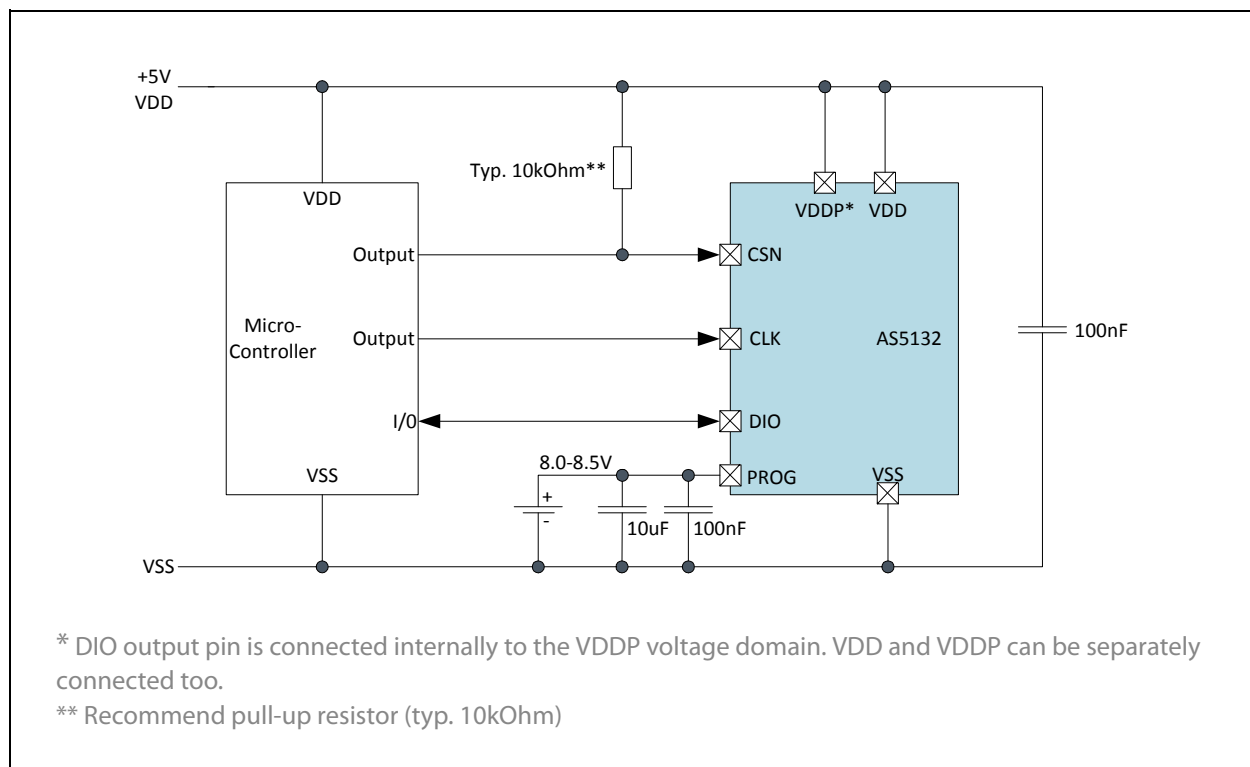 +5V
VDD
Typ. 10kOhm**
VDD
VDDP* VDD
Output
CSN
Micro-
Controller
Output
CLK
AS5132
100nF
I/0
DIO
8.0-8.5V
VSS
PROG
VSS
+
-
10uF
100nF
VSS
* DIO output pin is connected internally to the VDDP voltage domain. VDD and VDDP can be separately
connected too.
** Recommend pull-up resistor (typ. 10kOhm)